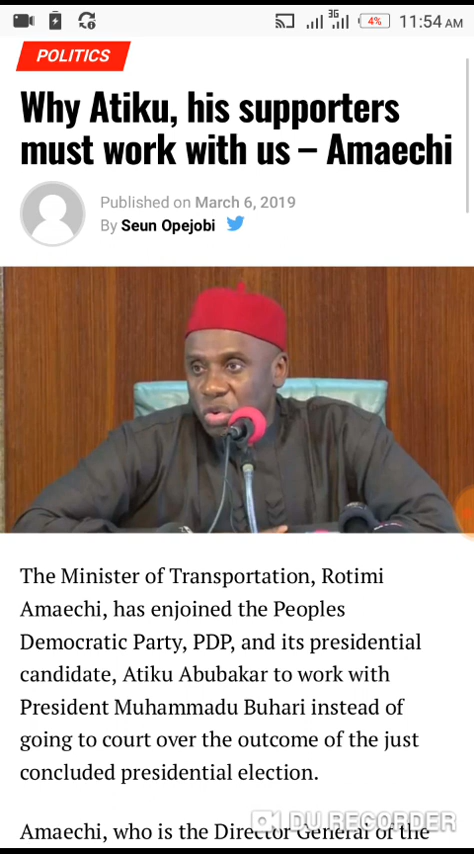 3G
4%
11:54 AM
POLITICS
Why Atiku, his supporters
must work with us – Amaechi
Published on March 6, 2019
By Seun Opejobi
The Minister of Transportation, Rotimi
Amaechi, has enjoined the Peoples
Democratic Party, PDP, and its presidential
candidate, Atiku Abubakar to work with
President Muhammadu Buhari instead of
going to court over the outcome of the just
concluded presidential election.
Amaechi, who is the Director General of the
DU RECORDER